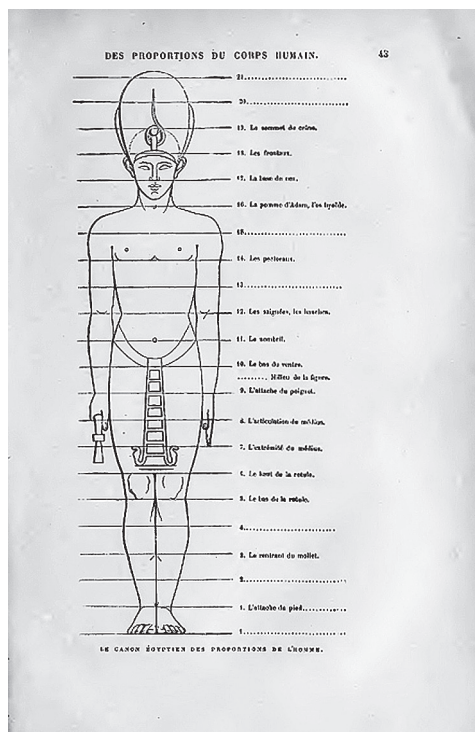 DES PROPORTIONS DU CORPS HUMAIN. 43
21..........................
20..........................
19. Le sommet du crâne.
18. Les frontaux.
17. La base du nez.
16. La pomme d'Adam, l'os hyoïde.
15..........................
14. Les pectoraux.
13..........................
12. Les saignées, les hanches.
11. Le nombril.
10. Le bas du ventre.
......... Milieu de la figure.
9. L'attache du poignet.
8. L'articulation du médius.
7. L'extrémité du médius.
6. Le haut de la rotule.
5. Le bas de la rotule.
4..........................
3. Le rentrant du mollet.
2..........................
1. L'attache du pied...........
1..........................
LE CANON ÉGYPTIEN DES PROPORTIONS DE L'HOMME.